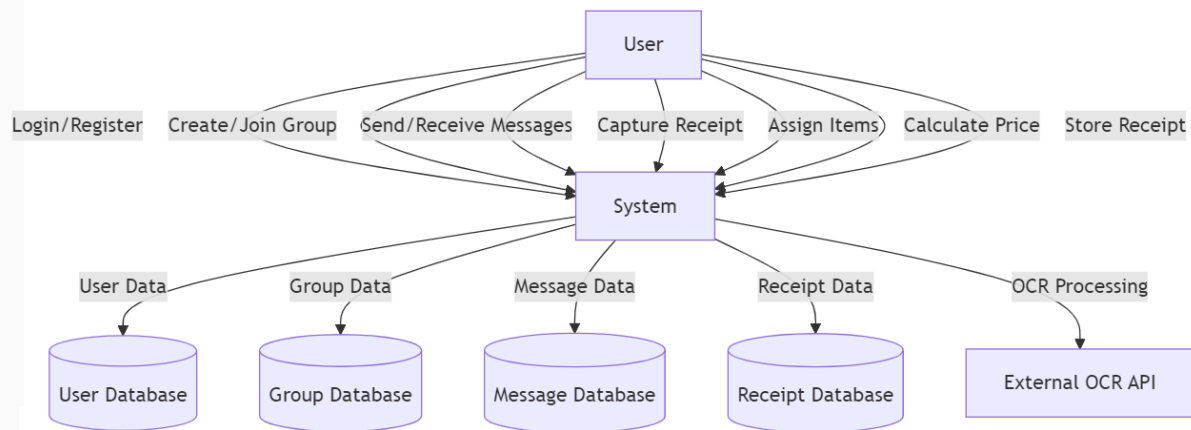 User
Login/Register
Create/Join Group
Send/Receive Messages
Capture Receipt
Assign Items
Calculate Price
Store Receipt
System
User Data
Group Data
Message Data
Receipt Data
OCR Processing
User Database
Group Database
Message Database
Receipt Database
External OCR API